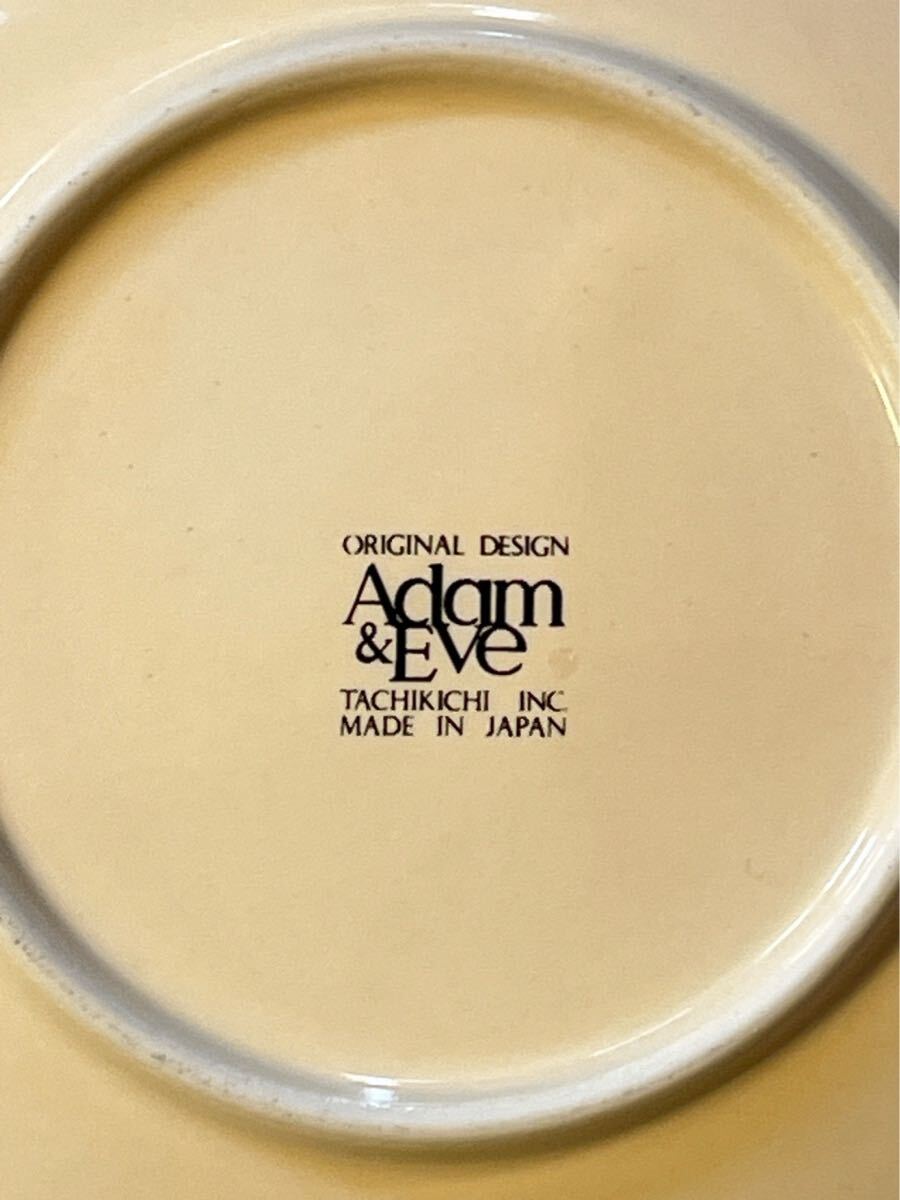 ORIGINAL DESIGN
Adam
& Eve
TACHIKICHI INC.
MADE IN JAPAN